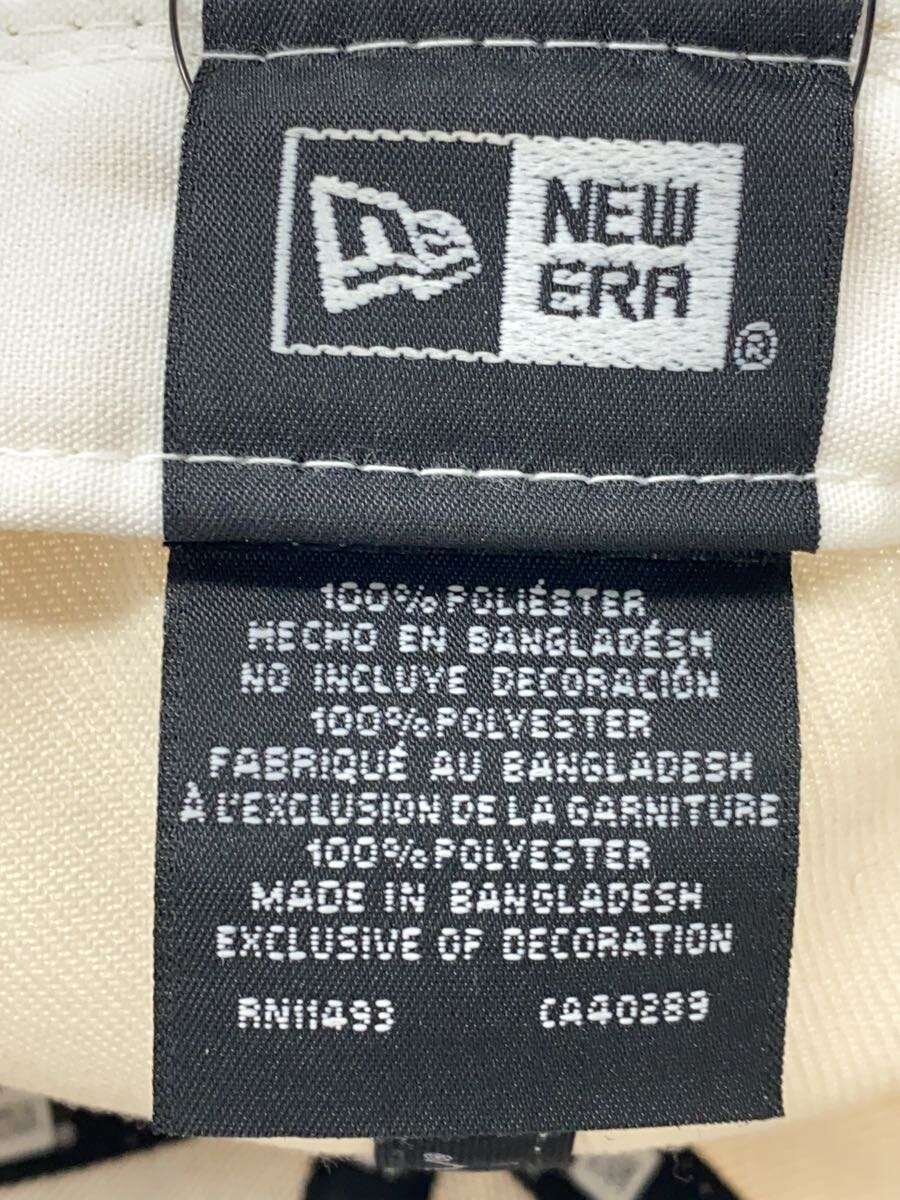 NEW
ERA
®
100% POLIÉSTER
HECHO EN BANGLADÉSH
NO INCLUYE DECORACIÓN
100% POLYESTER
FABRIQUÉ AU BANGLADESH
À L'EXCLUSION DE LA GARNITURE
100% POLYESTER
MADE IN BANGLADESH
EXCLUSIVE OF DECORATION
RN11493 CA40289